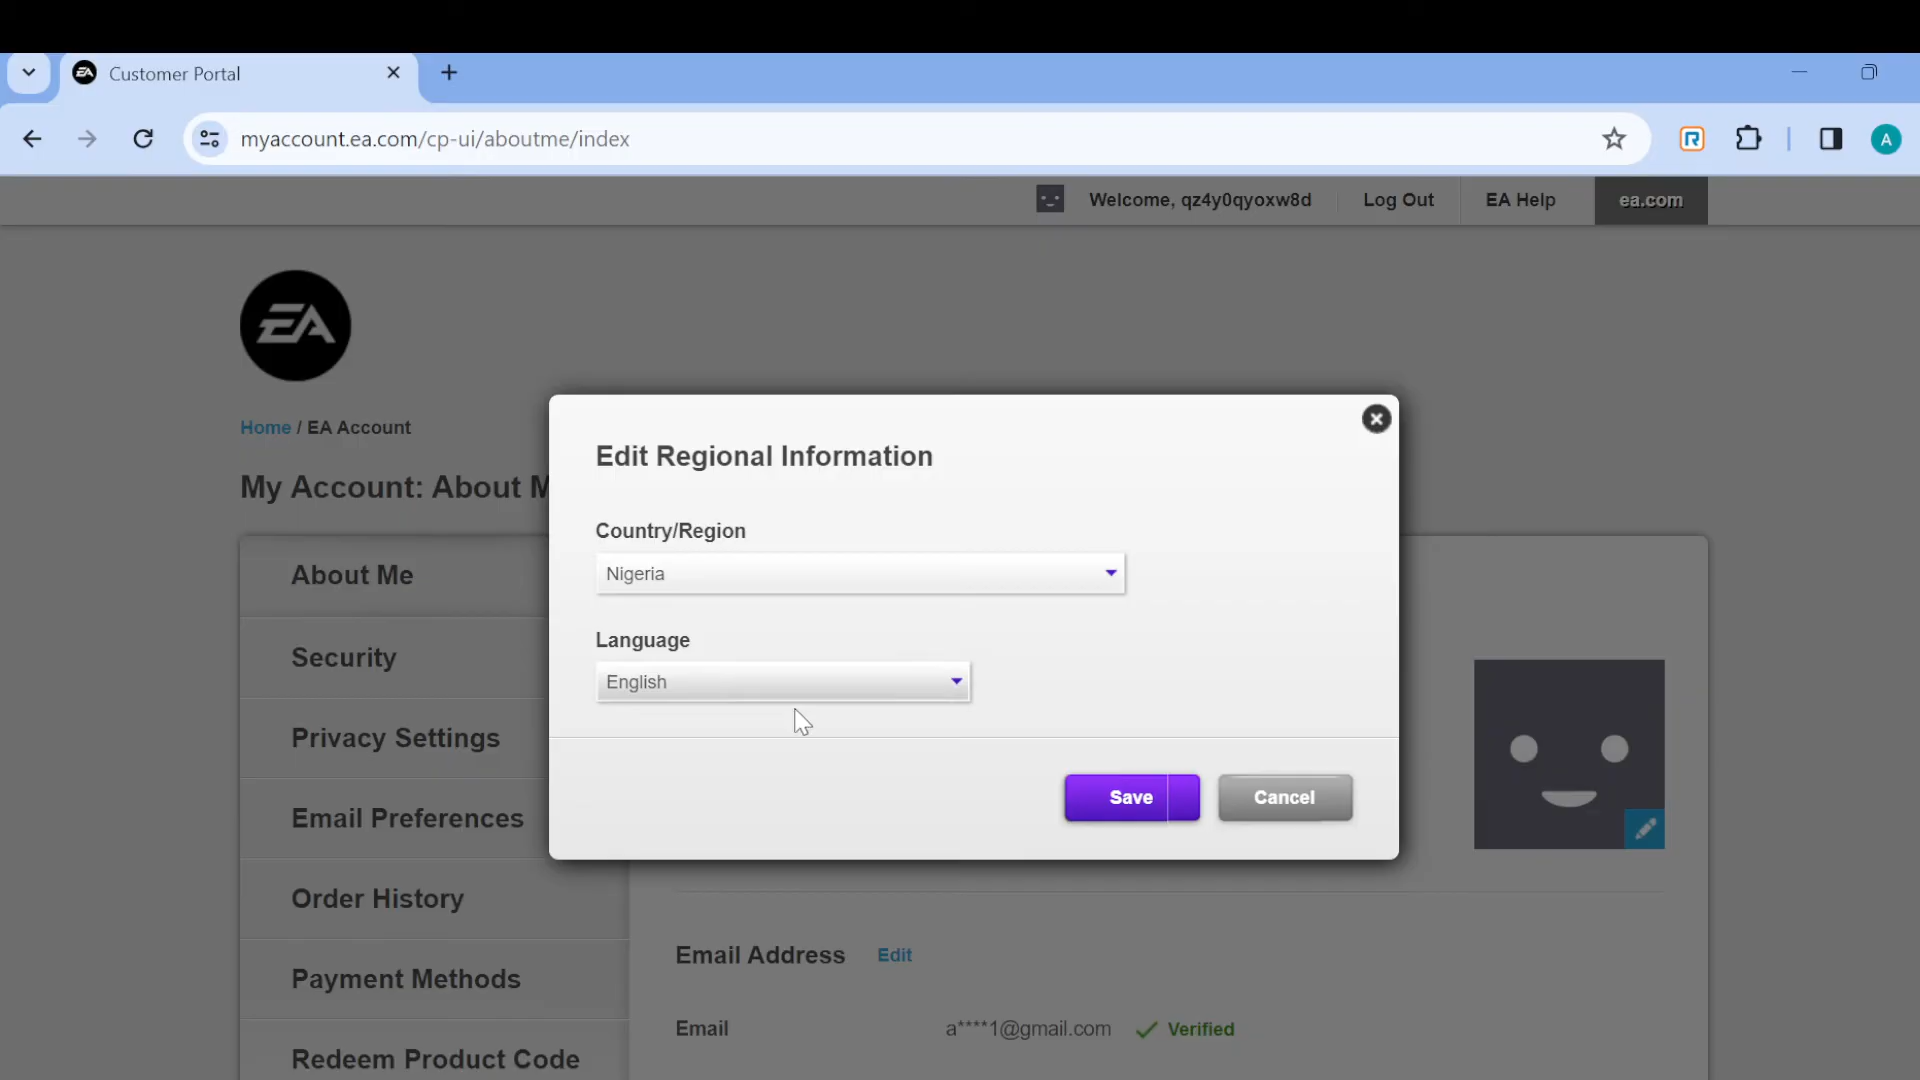 Customer Portal
myaccount.ea.com/cp-ui/aboutme/index
A
Welcome, qz4y0qyoxw8d
Log Out
EA Help
ea.com
EA
Home / EA Account
My Account: About M
Edit Regional Information
Country/Region
Nigeria
Language
English
Save
Cancel
About Me
Security
Privacy Settings
Email Preferences
Order History
Payment Methods
Redeem Product Code
Email Address Edit
Email a****1@gmail.com Verified